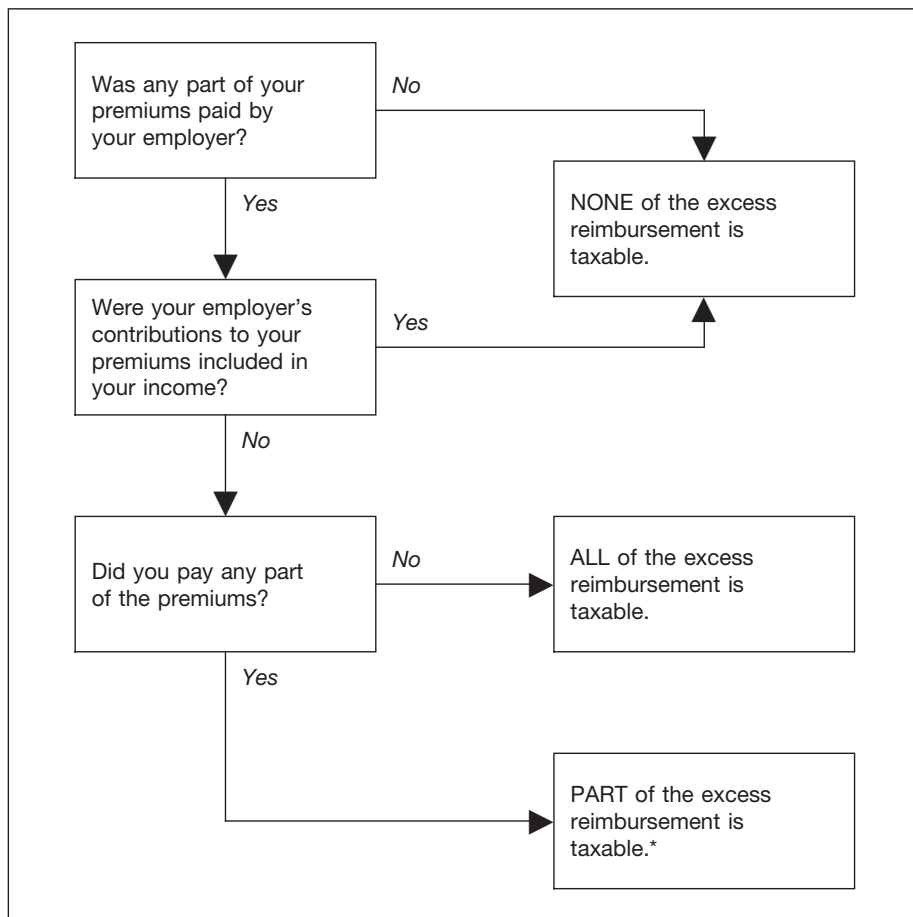 Was any part of your
premiums paid by
your employer?
No
Yes
NONE of the excess
reimbursement is
taxable.
Were your employer’s
contributions to your
premiums included in
your income?
Yes
No
Did you pay any part
of the premiums?
No
ALL of the excess
reimbursement is
taxable.
Yes
PART of the excess
reimbursement is
taxable.*